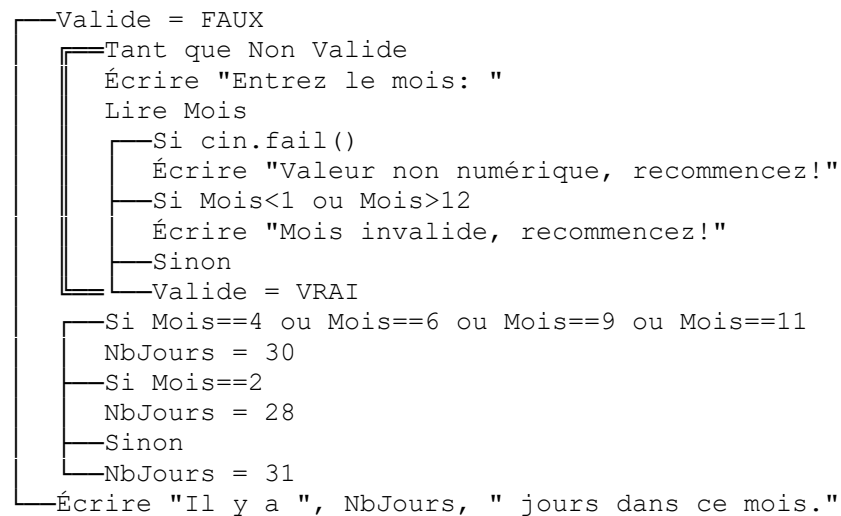 Valide = FAUX
Tant que Non Valide
Écrire "Entrez le mois: "
Lire Mois
Si cin.fail()
Écrire "Valeur non numérique, recommencez!"
Si Mois<1 ou Mois>12
Écrire "Mois invalide, recommencez!"
Sinon
Valide = VRAI
Si Mois==4 ou Mois==6 ou Mois==9 ou Mois==11
NbJours = 30
Si Mois==2
NbJours = 28
Sinon
NbJours = 31
Écrire "Il y a ", NbJours, " jours dans ce mois."